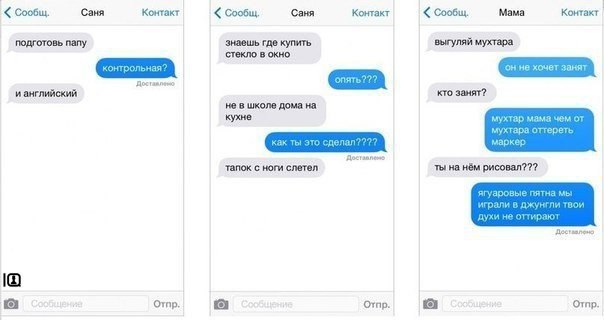 Сообщ. Саня Контакт
подготовь папу
контрольная?
Доставлено
и английский
Сообщение Отпр.
Сообщ. Саня Контакт
знаешь где купить
стекло в окно
опять???
не в школе дома на
кухне
как ты это сделал????
Доставлено
тапок с ноги слетел
Сообщение Отпр.
Сообщ. Мама Контакт
выгуляй мухтара
он не хочет занят
кто занят?
мухтар мама чем от
мухтара оттереть
маркер
ты на нём рисовал???
ягуаровые пятна мы
играли в джунгли твои
духи не оттирают
Доставлено
Сообщение Отпр.